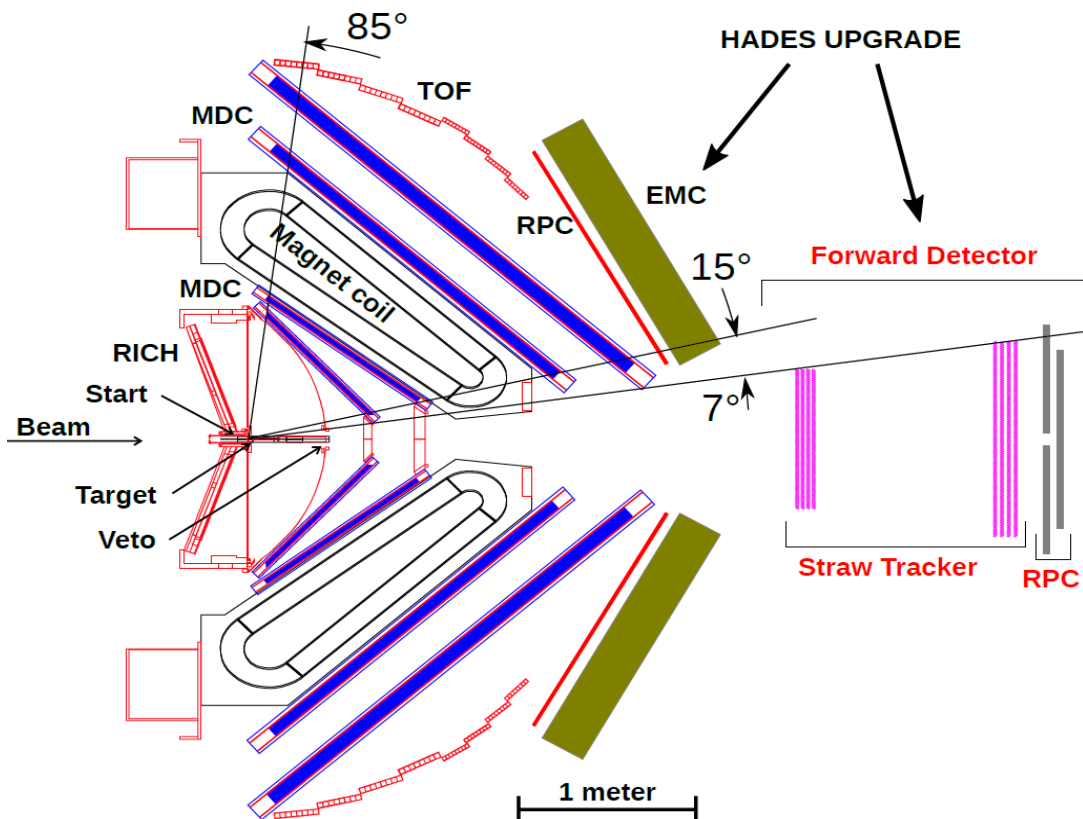 85°
HADES UPGRADE
TOF
MDC
EMC
RPC
Magnet coil
15°
Forward Detector
MDC
RICH
Start
7°
Beam
Target
Veto
Straw Tracker
RPC
1 meter